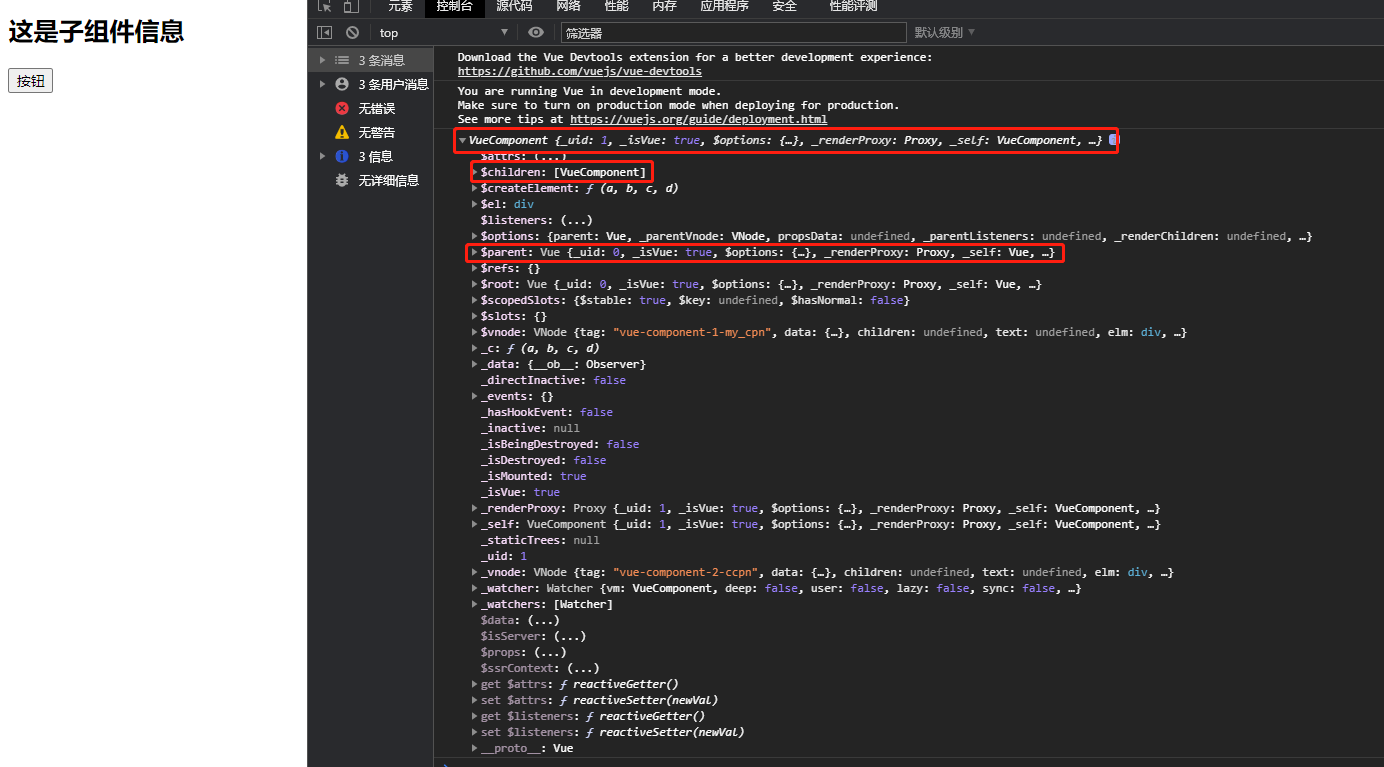 这是子组件信息
按钮
元素 控制台 源代码 网络 性能 内存 应用程序 安全 性能评测
top 筛选器 默认级别
3 条消息
3 条用户消息
无错误
无警告
3 信息
无详细信息
Download the Vue Devtools extension for a better development experience:
https://github.com/vuejs/vue-devtools
You are running Vue in development mode.
Make sure to turn on production mode when deploying for production.
See more tips at https://vuejs.org/guide/deployment.html
VueComponent {_uid: 1, _isVue: true, $options: {…}, _renderProxy: Proxy, _self: VueComponent, …}
$attrs: (...)
$children: [VueComponent]
$createElement: ƒ (a, b, c, d)
$el: div
$listeners: (...)
$options: {parent: Vue, _parentVnode: VNode, propsData: undefined, _parentListeners: undefined, _renderChildren: undefined, …}
$parent: Vue {_uid: 0, _isVue: true, $options: {…}, _renderProxy: Proxy, _self: Vue, …}
$refs: {}
$root: Vue {_uid: 0, _isVue: true, $options: {…}, _renderProxy: Proxy, _self: Vue, …}
$scopedSlots: {$stable: true, $key: undefined, $hasNormal: false}
$slots: {}
$vnode: VNode {tag: "vue-component-1-my_cpn", data: {…}, children: undefined, text: undefined, elm: div, …}
_c: ƒ (a, b, c, d)
_data: {__ob__: Observer}
_directInactive: false
_events: {}
_hasHookEvent: false
_inactive: null
_isBeingDestroyed: false
_isDestroyed: false
_isMounted: true
_isVue: true
_renderProxy: Proxy {_uid: 1, _isVue: true, $options: {…}, _renderProxy: Proxy, _self: VueComponent, …}
_self: VueComponent {_uid: 1, _isVue: true, $options: {…}, _renderProxy: Proxy, _self: VueComponent, …}
_staticTrees: null
_uid: 1
_vnode: VNode {tag: "vue-component-2-ccpn", data: {…}, children: undefined, text: undefined, elm: div, …}
_watcher: Watcher {vm: VueComponent, deep: false, user: false, lazy: false, sync: false, …}
_watchers: [Watcher]
$data: (...)
$isServer: (...)
$props: (...)
$ssrContext: (...)
get $attrs: ƒ reactiveGetter()
set $attrs: ƒ reactiveSetter(newVal)
get $listeners: ƒ reactiveGetter()
set $listeners: ƒ reactiveSetter(newVal)
__proto__: Vue